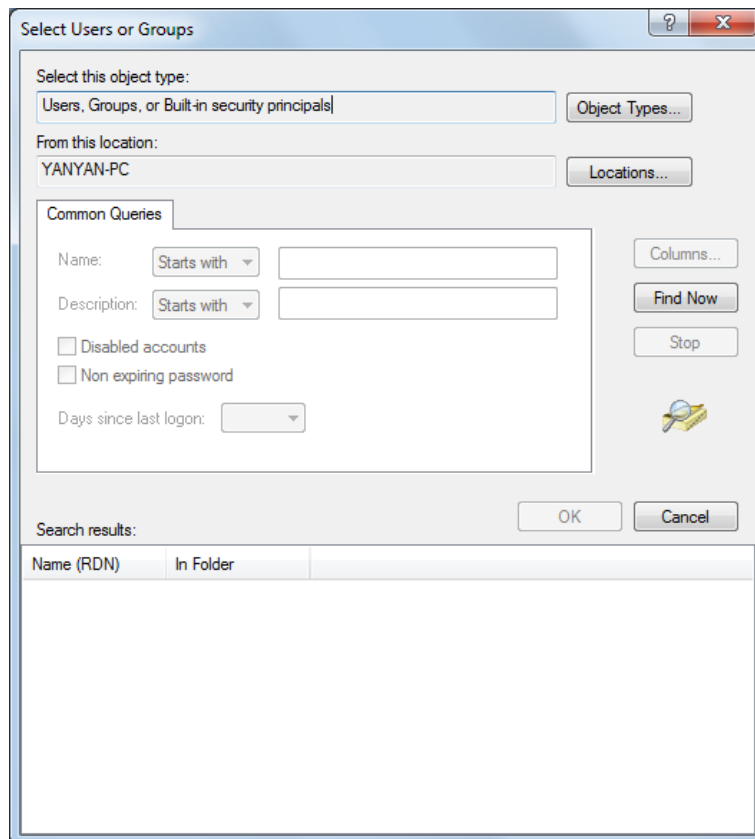 Select Users or Groups
Select this object type:
Users, Groups, or Built-in security principals
Object Types...
From this location:
YANYAN-PC
Locations...
Common Queries
Name:
Starts with
Columns...
Description:
Starts with
Find Now
Disabled accounts
Stop
Non expiring password
Days since last logon:
OK
Cancel
Search results:
Name (RDN)
In Folder